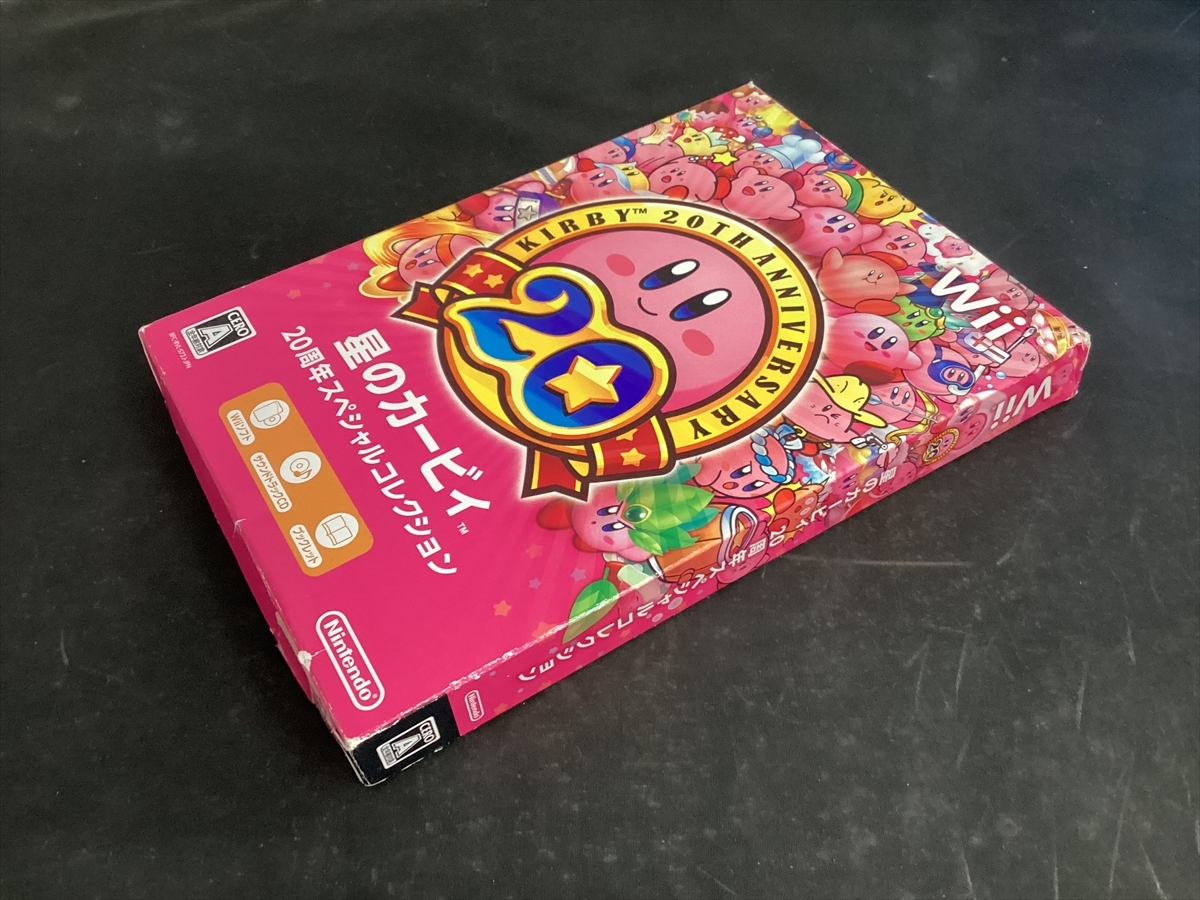 Wii
KIRBY™ 20TH ANNIVERSARY
20
星のカービィ™
20周年スペシャルコレクション
CERO
A
Wiiソフト
サウンドトラックCD
ブックレット
Nintendo
Wii
星のカービィ 20周年スペシャルコレクション
Nintendo
CERO
A